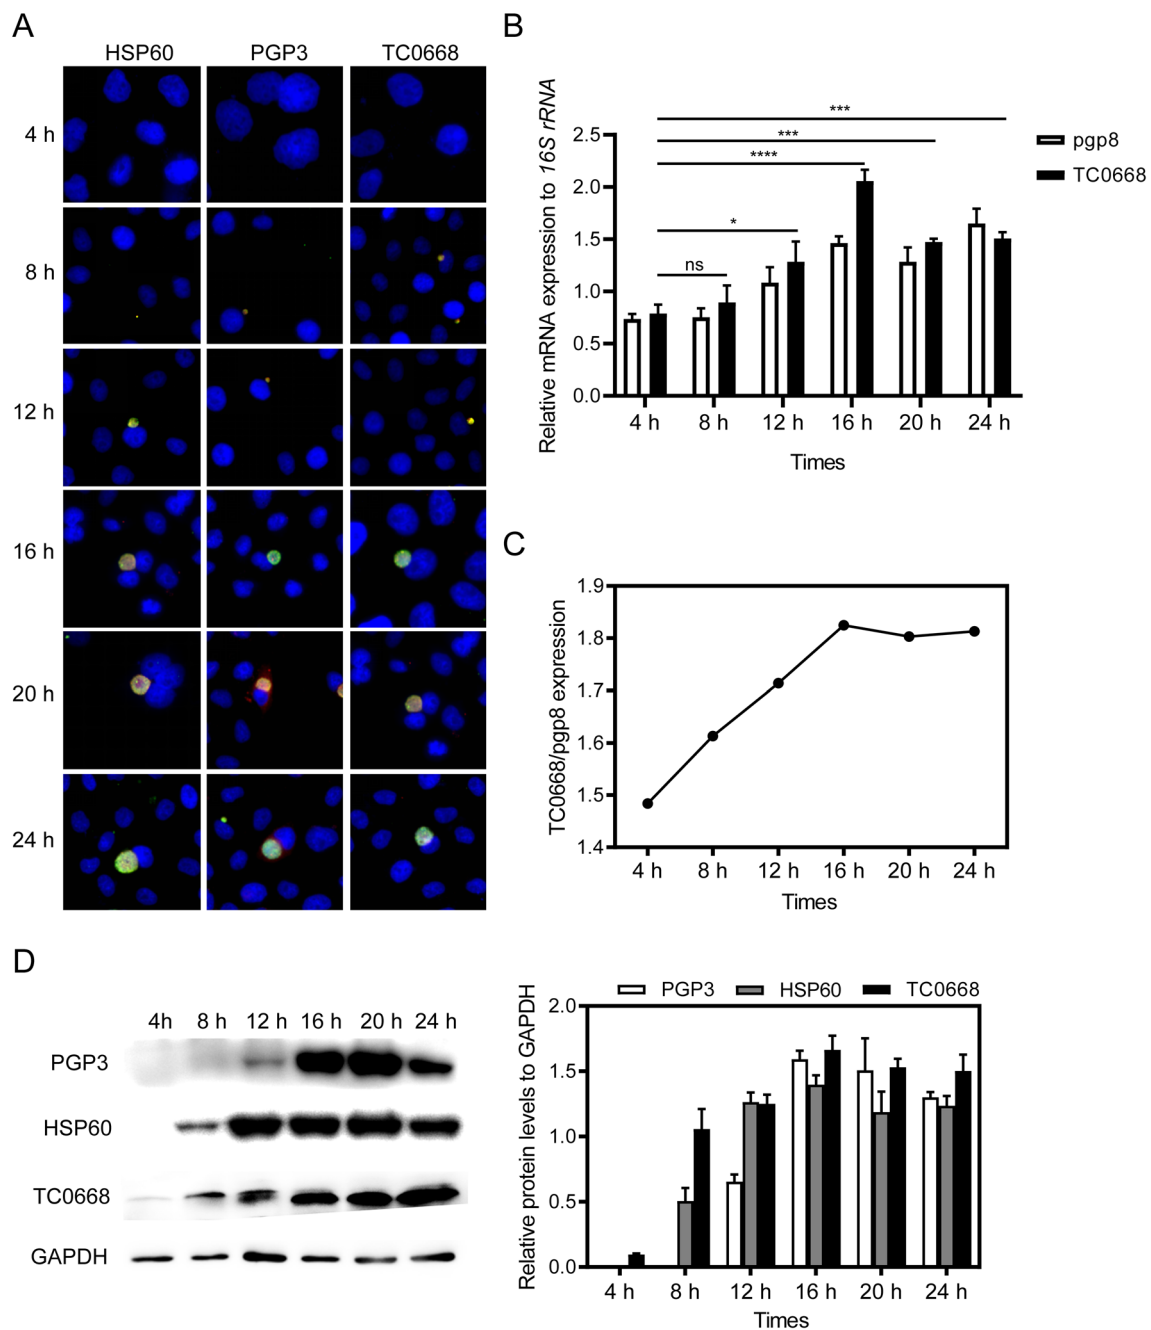 A
HSP60 PGP3 TC0668
4 h
8 h
12 h
16 h
20 h
24 h
B
Relative mRNA expression to 16S rRNA
2.5
2.0
1.5
1.0
0.5
0.0
***
***
****
*
ns
pgp8
TC0668
4 h 8 h 12 h 16 h 20 h 24 h
Times
C
TC0668/pgp8 expression
1.9
1.8
1.7
1.6
1.5
1.4
4 h 8 h 12 h 16 h 20 h 24 h
Times
D
4h 8 h 12 h 16 h 20 h 24 h
PGP3
HSP60
TC0668
GAPDH
PGP3 HSP60 TC0668
Relative protein levels to GAPDH
2.0
1.5
1.0
0.5
0.0
4 h 8 h 12 h 16 h 20 h 24 h
Times